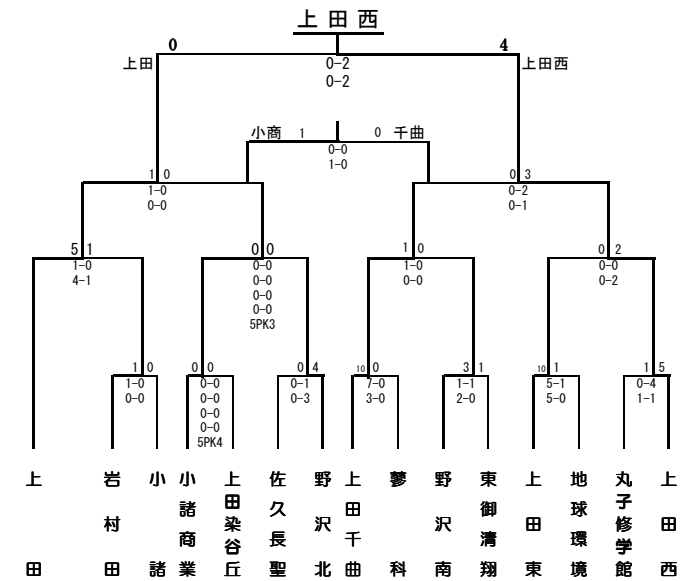 上田西
0 4
上田 上田西
0-2
0-2
小商 1 0 千曲
0-0
1-0
1 0 0 3
1-0 0-2
0-0 0-1
5 1 0 0 1 0 0 2
1-0 0-0 1-0 0-0
4-1 0-0 0-0 0-2
0-0
0-0
5PK3
1 0 0 0 0 4 10 0 3 1 10 1 1 5
1-0 0-0 0-1 7-0 1-1 5-1 0-4
0-0 0-0 0-3 3-0 2-0 5-0 1-1
0-0
0-0
5PK4
上田
岩村田
小諸
小諸商業
上田染谷丘
佐久長聖
野沢北
上田千曲
蓼科
野沢南
東御清翔
上田東
地球環境
丸子修学館
上田西